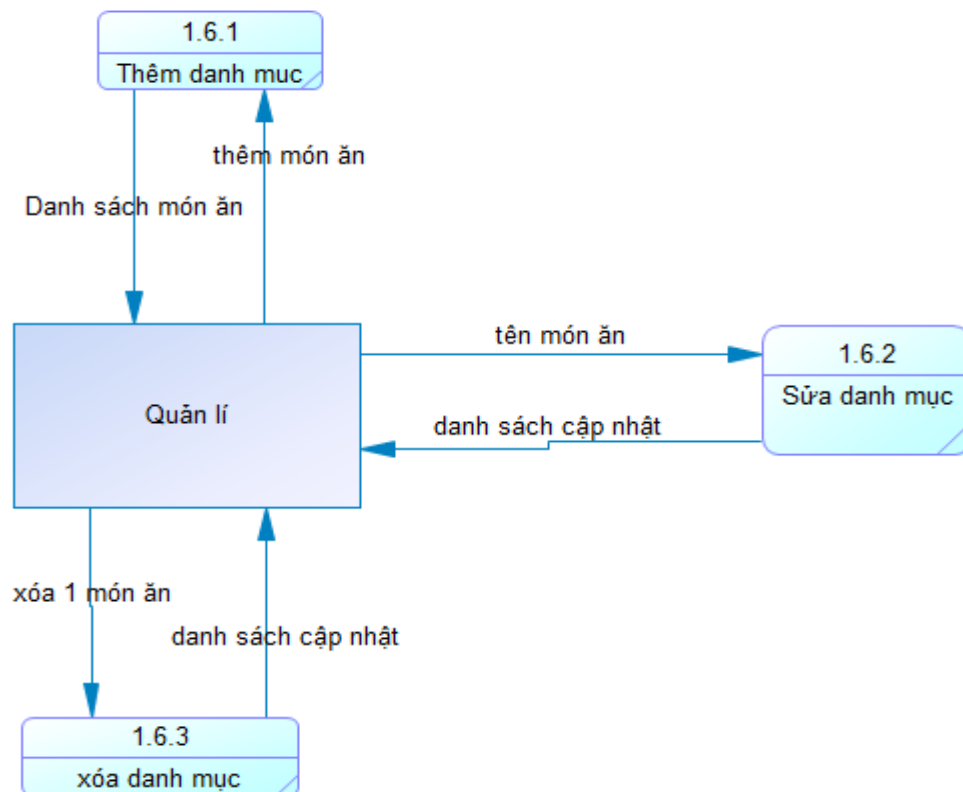 1.6.1
Thêm danh muc
thêm món ăn
Danh sách món ăn
tên món ăn
1.6.2
Sửa danh mục
Quản lí
danh sách cập nhật
xóa 1 món ăn
danh sách cập nhật
1.6.3
xóa danh mục